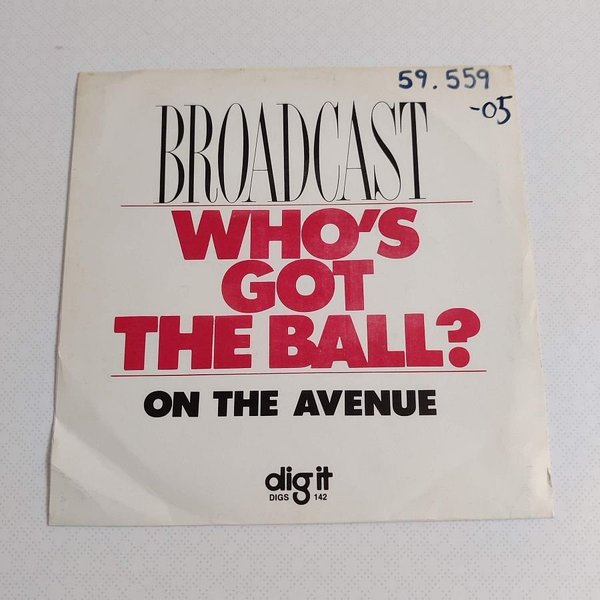 59.559
-05
BROADCAST
WHO'S
GOT
THE BALL?
ON THE AVENUE
dig it
DIGS 142